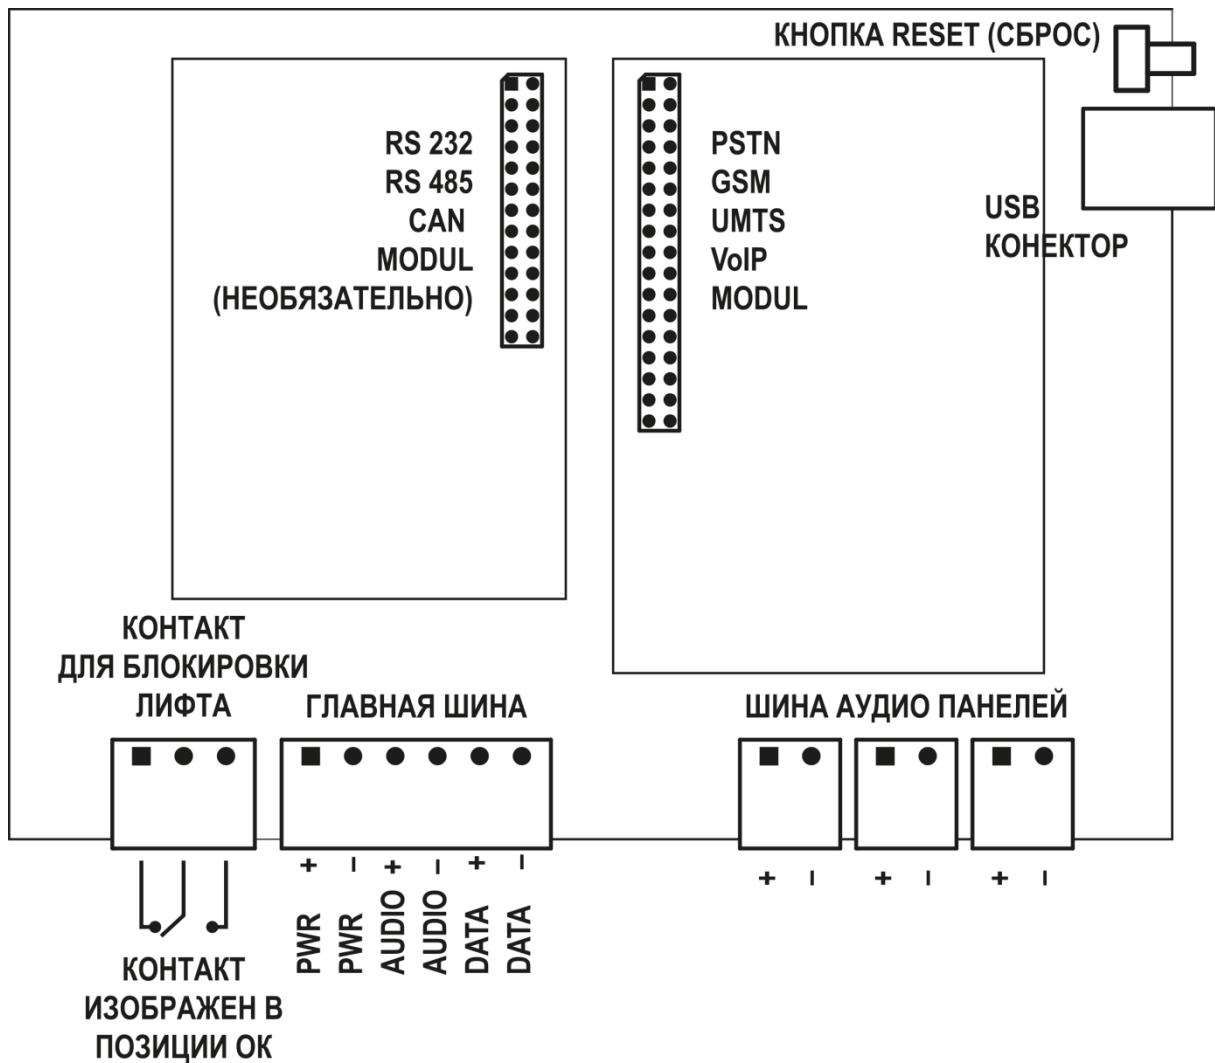 КНОПКА RESET (СБРОС)
RS 232
RS 485
CAN
MODUL
(НЕОБЯЗАТЕЛЬНО)
PSTN
GSM
UMTS
VoIP
MODUL
USB
КОНЕКТОР
КОНТАКТ
ДЛЯ БЛОКИРОВКИ
ЛИФТА
ГЛАВНАЯ ШИНА
ШИНА АУДИО ПАНЕЛЕЙ
PWR +
PWR –
AUDIO +
AUDIO –
DATA +
DATA –
+ –
+ –
+ –
КОНТАКТ
ИЗОБРАЖЕН В
ПОЗИЦИИ ОК